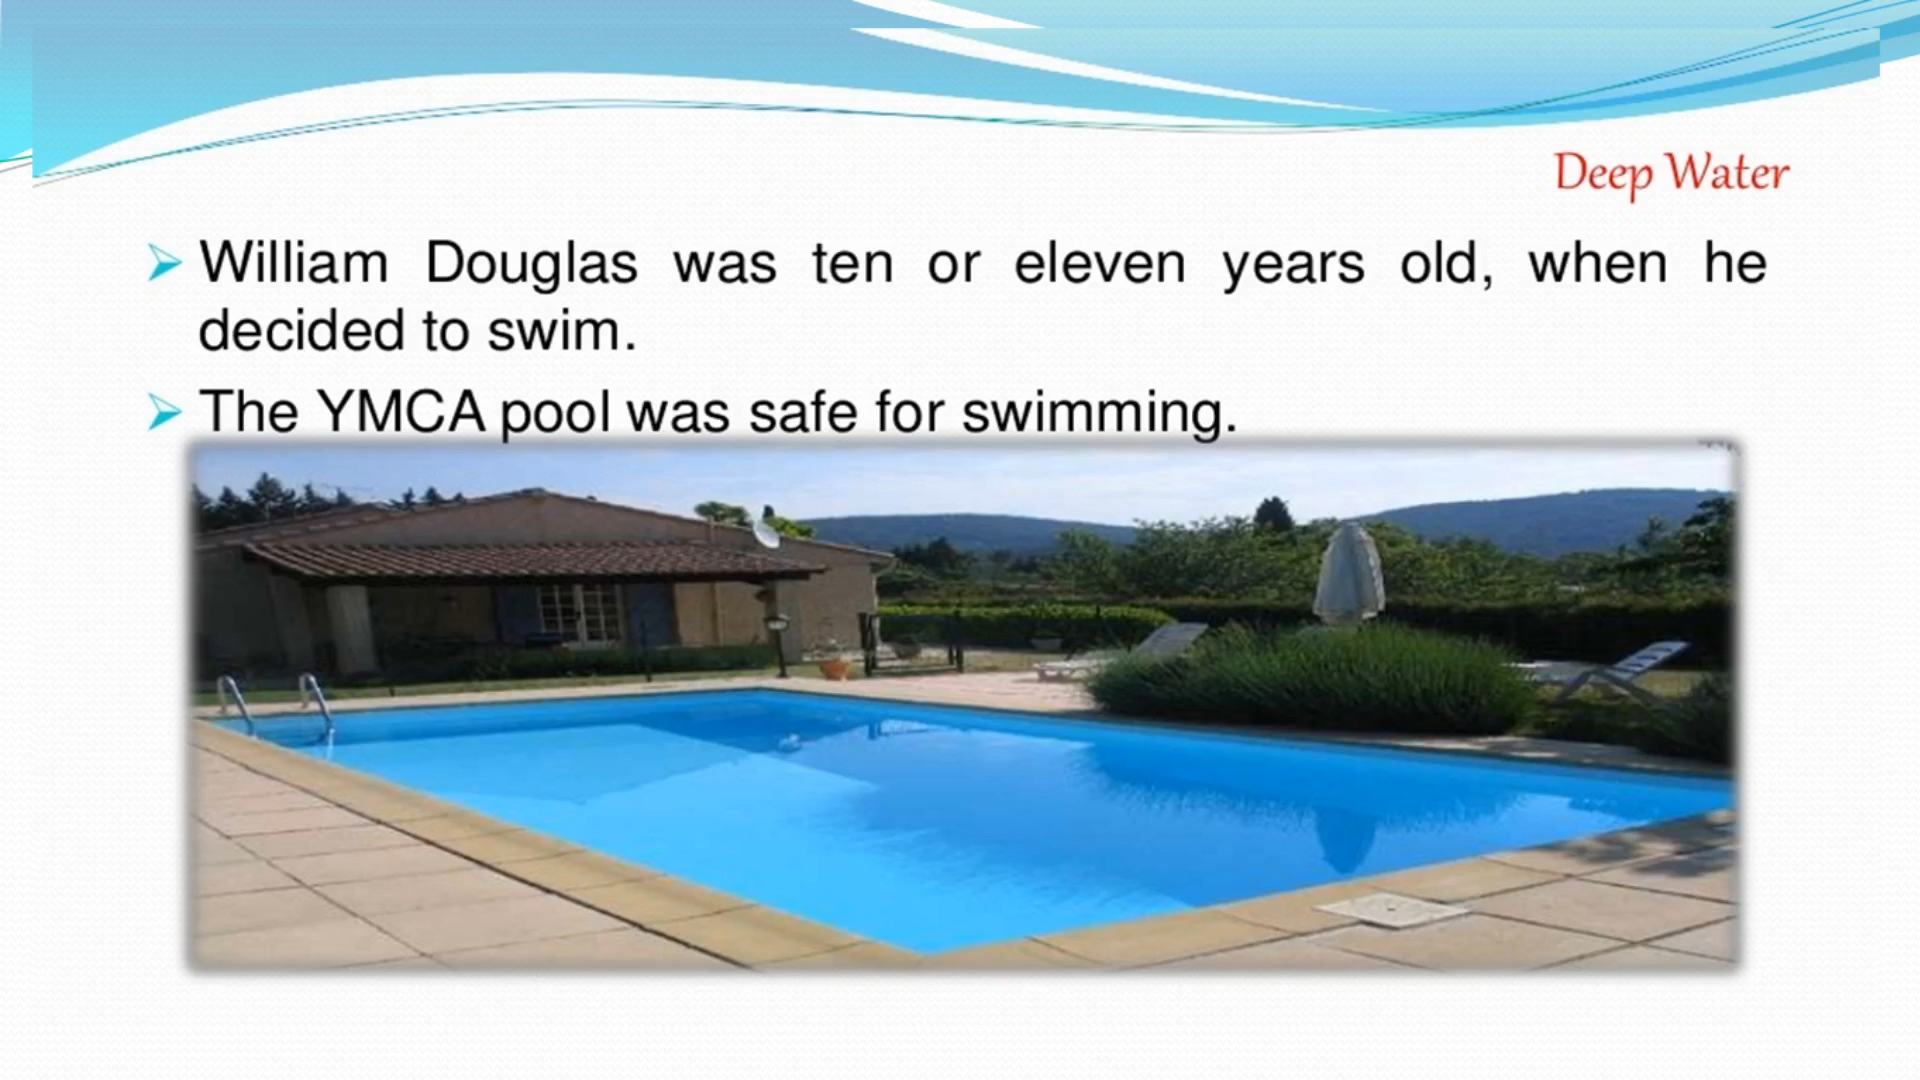 Deep Water
William Douglas was ten or eleven years old, when he
decided to swim.
The YMCA pool was safe for swimming.